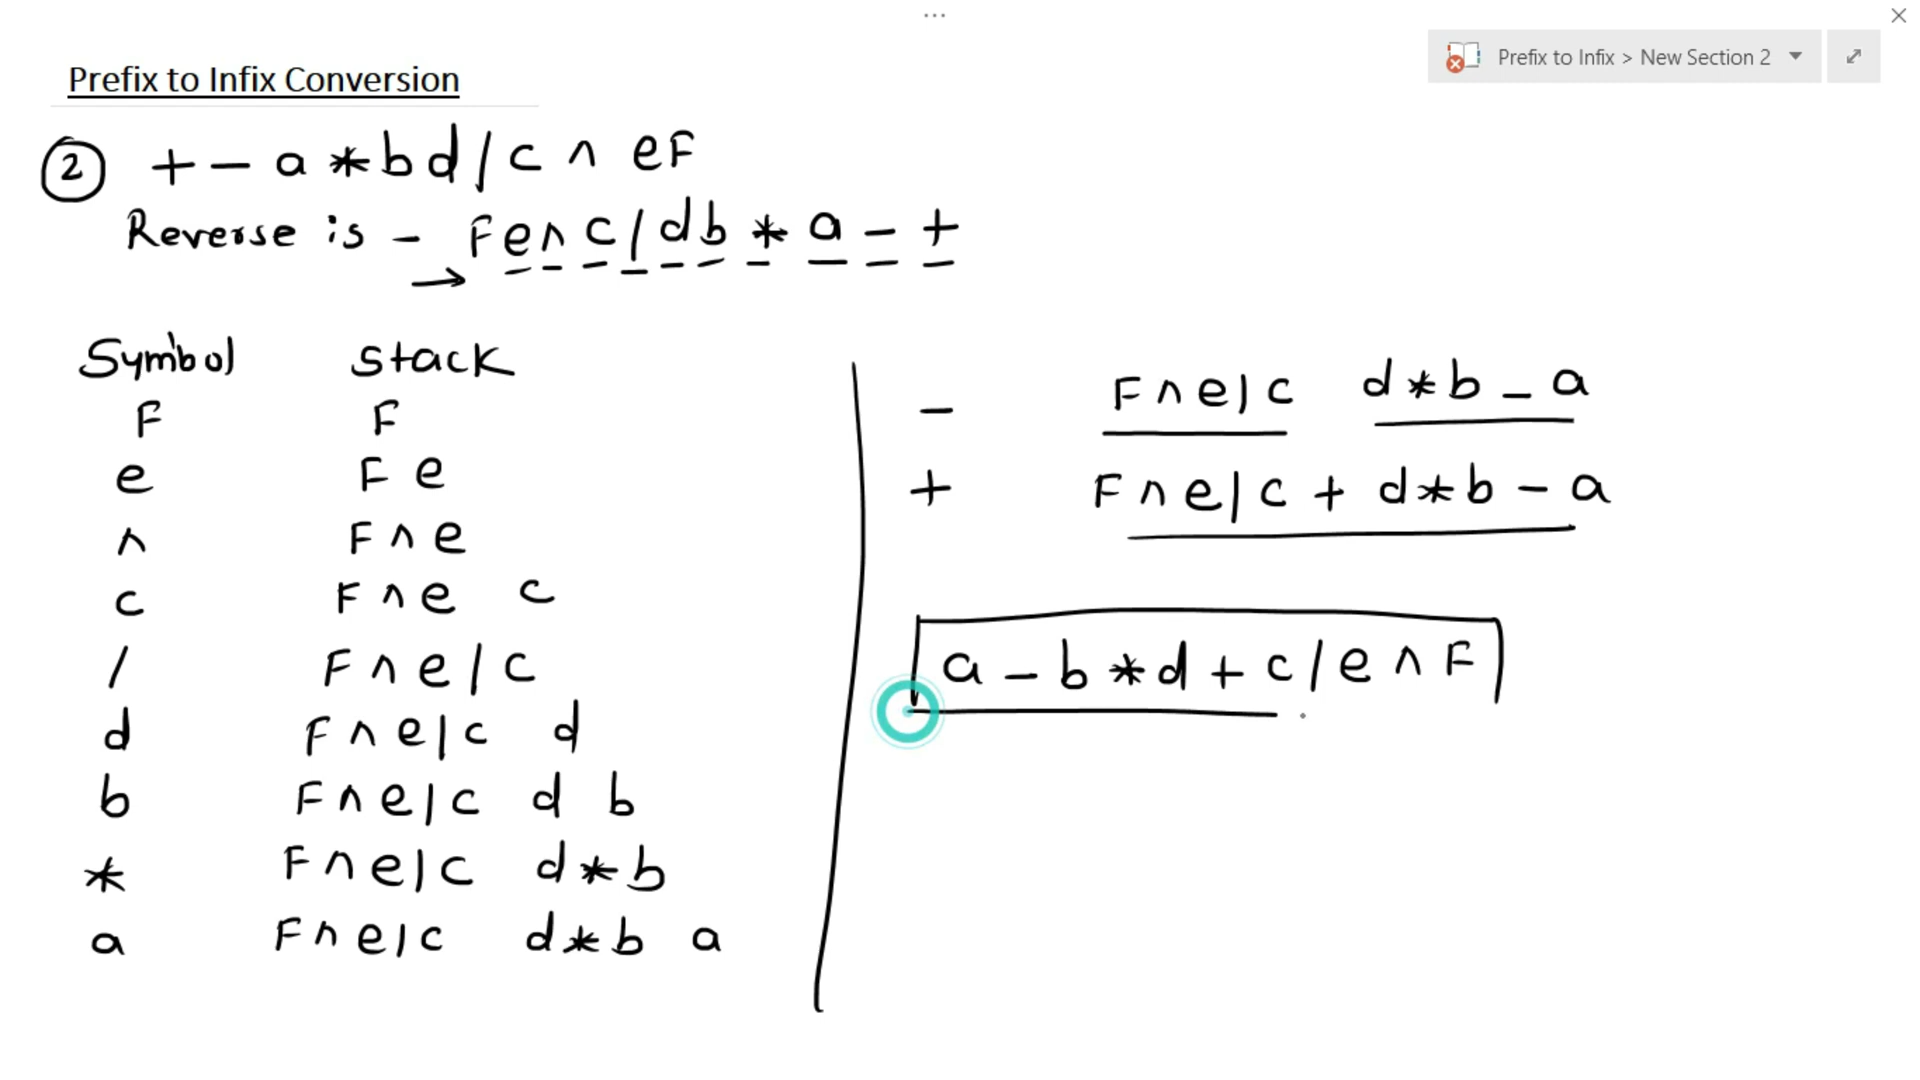 ...
Prefix to Infix > New Section 2
Prefix to Infix Conversion
2 + - a * b d / c ^ e F
Reverse is - F e ^ c / d b * a - +
Symbol Stack
F F
e F e
^ F ^ e
c F ^ e c
/ F ^ e / c
d F ^ e / c d
b F ^ e / c d b
* F ^ e / c d * b
a F ^ e / c d * b a
- F ^ e / c d * b - a
+ F ^ e / c + d * b - a
a - b * d + c / e ^ F